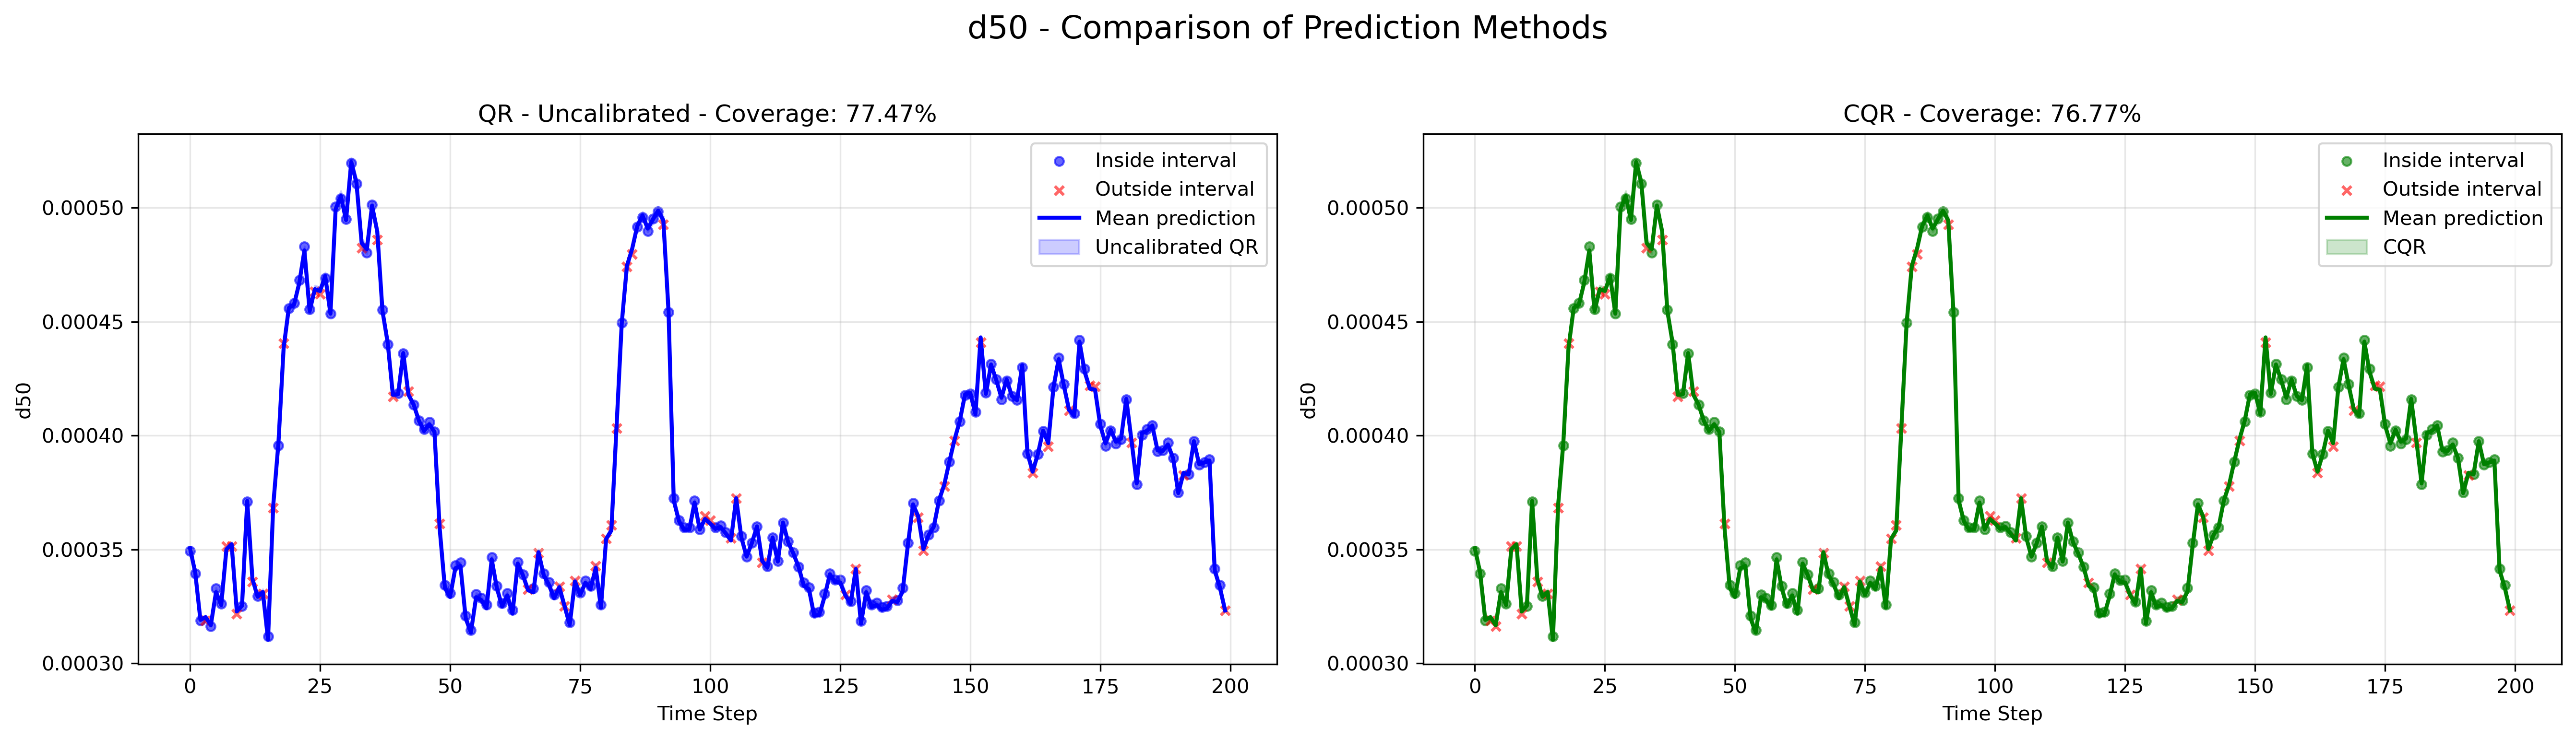 d50 - Comparison of Prediction Methods
QR - Uncalibrated - Coverage: 77.47%
Inside interval
Outside interval
Mean prediction
Uncalibrated QR
0.00050
0.00045
0.00040
0.00035
0.00030
d50
0
25
50
75
100
125
150
175
200
Time Step
CQR - Coverage: 76.77%
Inside interval
Outside interval
Mean prediction
CQR
0.00050
0.00045
0.00040
0.00035
0.00030
d50
0
25
50
75
100
125
150
175
200
Time Step